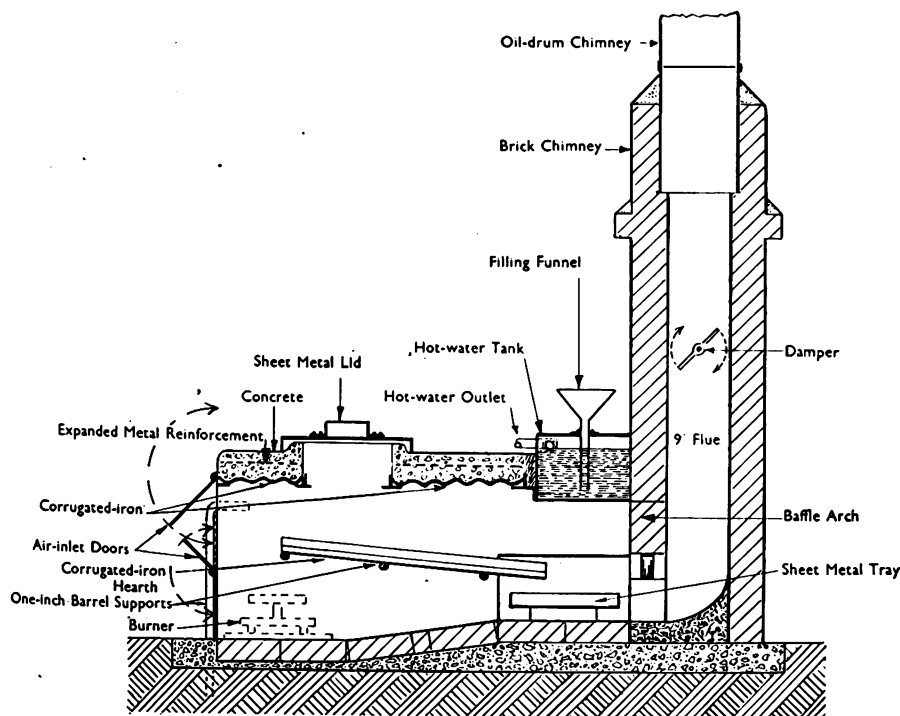 Oil-drum Chimney
Brick Chimney
Filling Funnel
Hot-water Tank
Damper
Sheet Metal Lid
Hot-water Outlet
Concrete
9" Flue
Expanded Metal Reinforcement
Corrugated-iron
Baffle Arch
Air-inlet Doors
Corrugated-iron
Hearth
Sheet Metal Tray
One-inch Barrel Supports
Burner